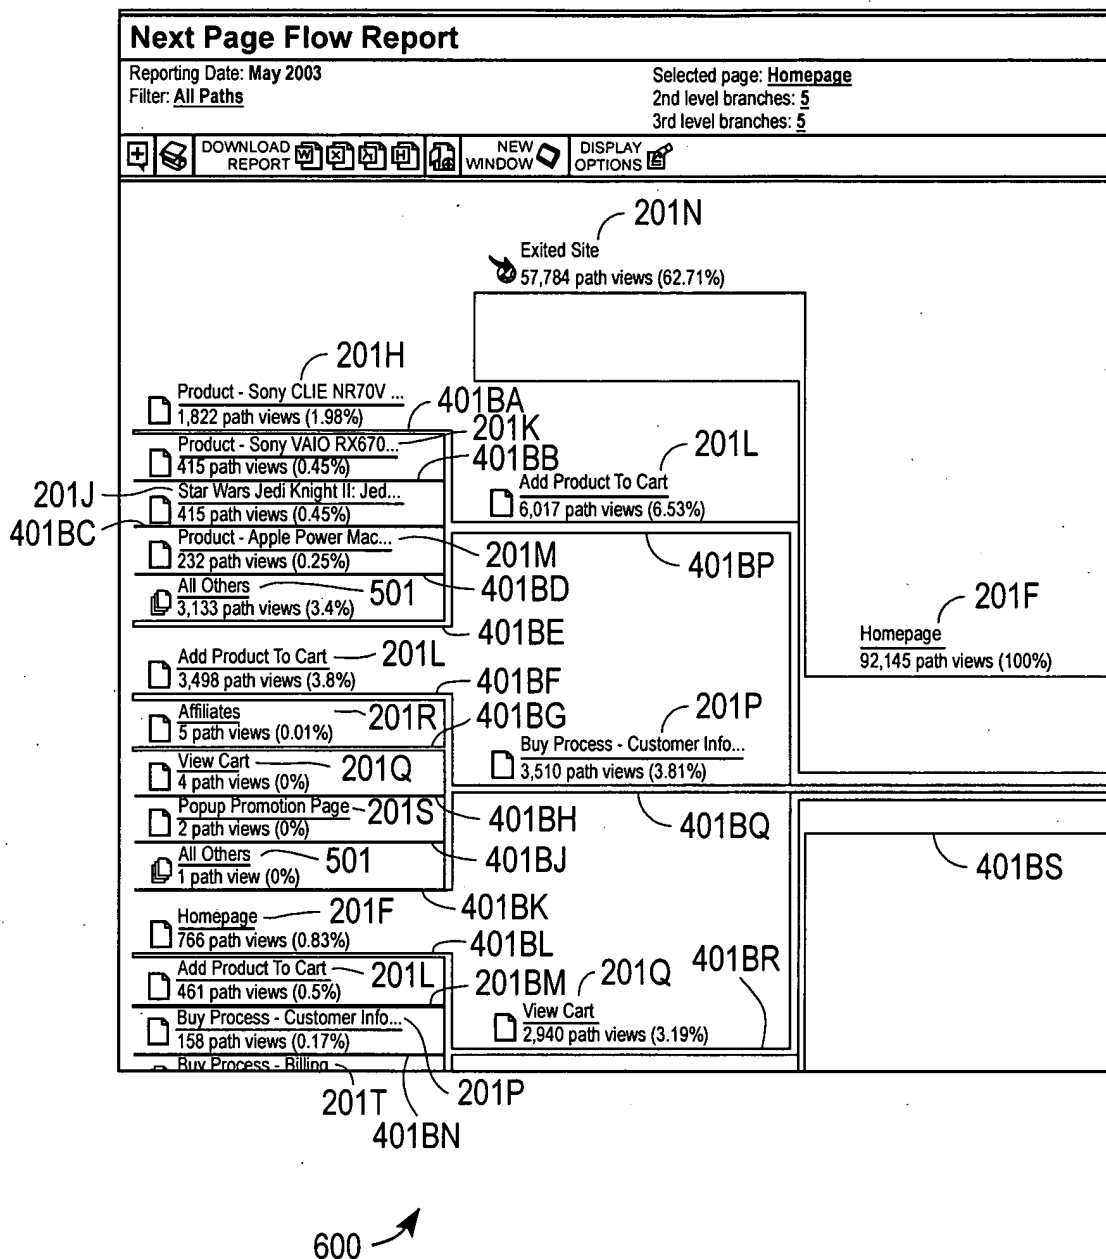 Next Page Flow Report
Reporting Date: May 2003
Filter: All Paths
Selected page: Homepage
2nd level branches: 5
3rd level branches: 5
DOWNLOAD REPORT
NEW WINDOW
DISPLAY OPTIONS
201N
Exited Site
57,784 path views (62.71%)
201H
Product - Sony CLIE NR70V ...
1,822 path views (1.98%)
401BA
201K
Product - Sony VAIO RX670...
415 path views (0.45%)
401BB
201L
Add Product To Cart
6,017 path views (6.53%)
201J
Star Wars Jedi Knight II: Jed...
415 path views (0.45%)
401BC
Product - Apple Power Mac...
232 path views (0.25%)
201M
401BP
401BD
All Others
3,133 path views (3.4%)
501
401BE
201F
Homepage
92,145 path views (100%)
Add Product To Cart
3,498 path views (3.8%)
201L
401BF
Affiliates
5 path views (0.01%)
201R
401BG
201P
Buy Process - Customer Info...
3,510 path views (3.81%)
View Cart
4 path views (0%)
201Q
Popup Promotion Page
2 path views (0%)
201S
401BH
401BQ
All Others
1 path view (0%)
501
401BJ
401BS
401BK
Homepage
766 path views (0.83%)
201F
401BL
Add Product To Cart
461 path views (0.5%)
201L
201BM
201Q
401BR
View Cart
2,940 path views (3.19%)
Buy Process - Customer Info...
158 path views (0.17%)
Buy Process - Billing
201T
201P
401BN
600